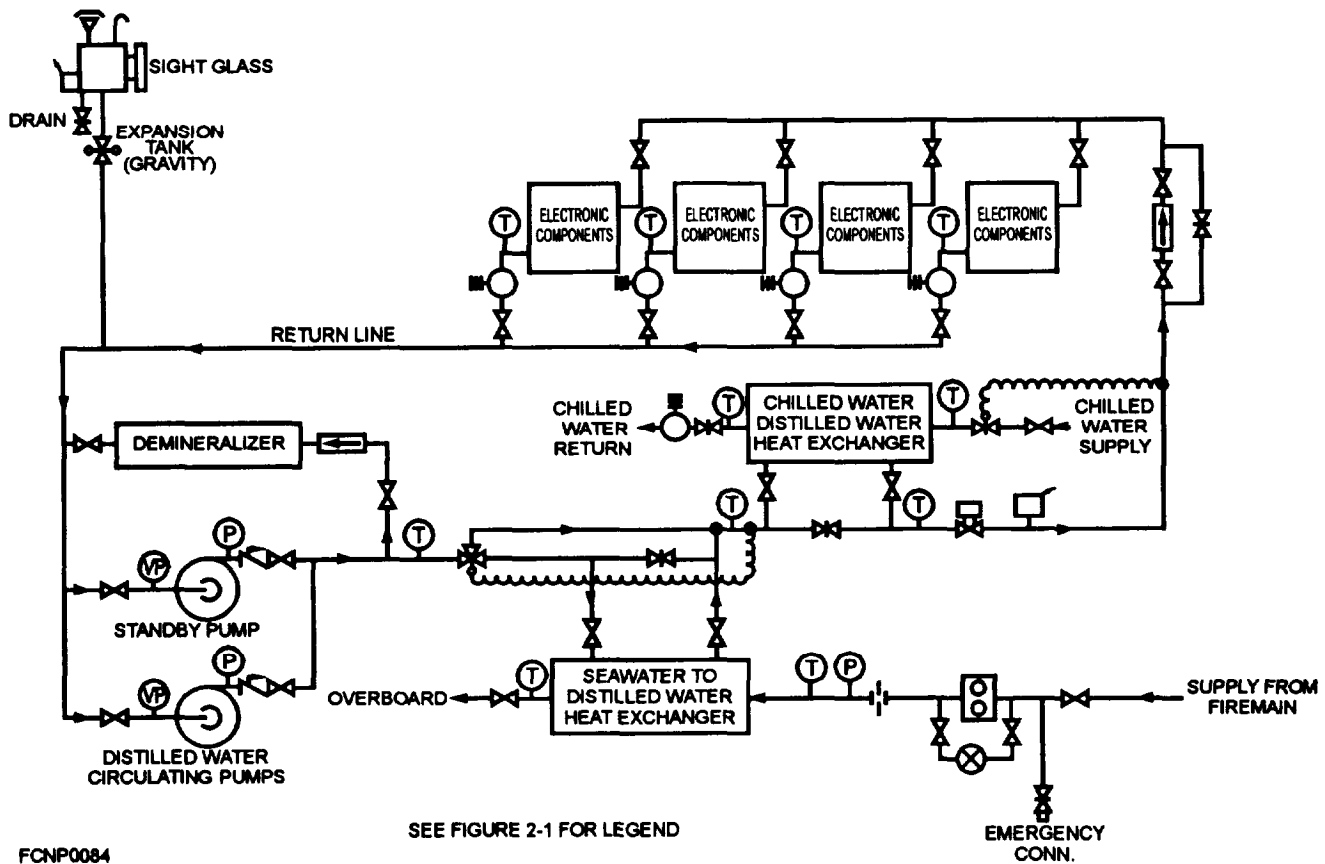 SIGHT GLASS
DRAIN
EXPANSION
TANK
(GRAVITY)
T
ELECTRONIC
COMPONENTS
T
ELECTRONIC
COMPONENTS
T
ELECTRONIC
COMPONENTS
T
ELECTRONIC
COMPONENTS
RETURN LINE
CHILLED
WATER
RETURN
T
CHILLED WATER
DISTILLED WATER
HEAT EXCHANGER
T
CHILLED
WATER
SUPPLY
DEMINERALIZER
T
T
T
P
VP
STANDBY PUMP
P
VP
DISTILLED WATER
CIRCULATING PUMPS
OVERBOARD
T
SEAWATER TO
DISTILLED WATER
HEAT EXCHANGER
T
P
SUPPLY FROM
FIREMAIN
EMERGENCY
CONN.
SEE FIGURE 2-1 FOR LEGEND
FCNP0084